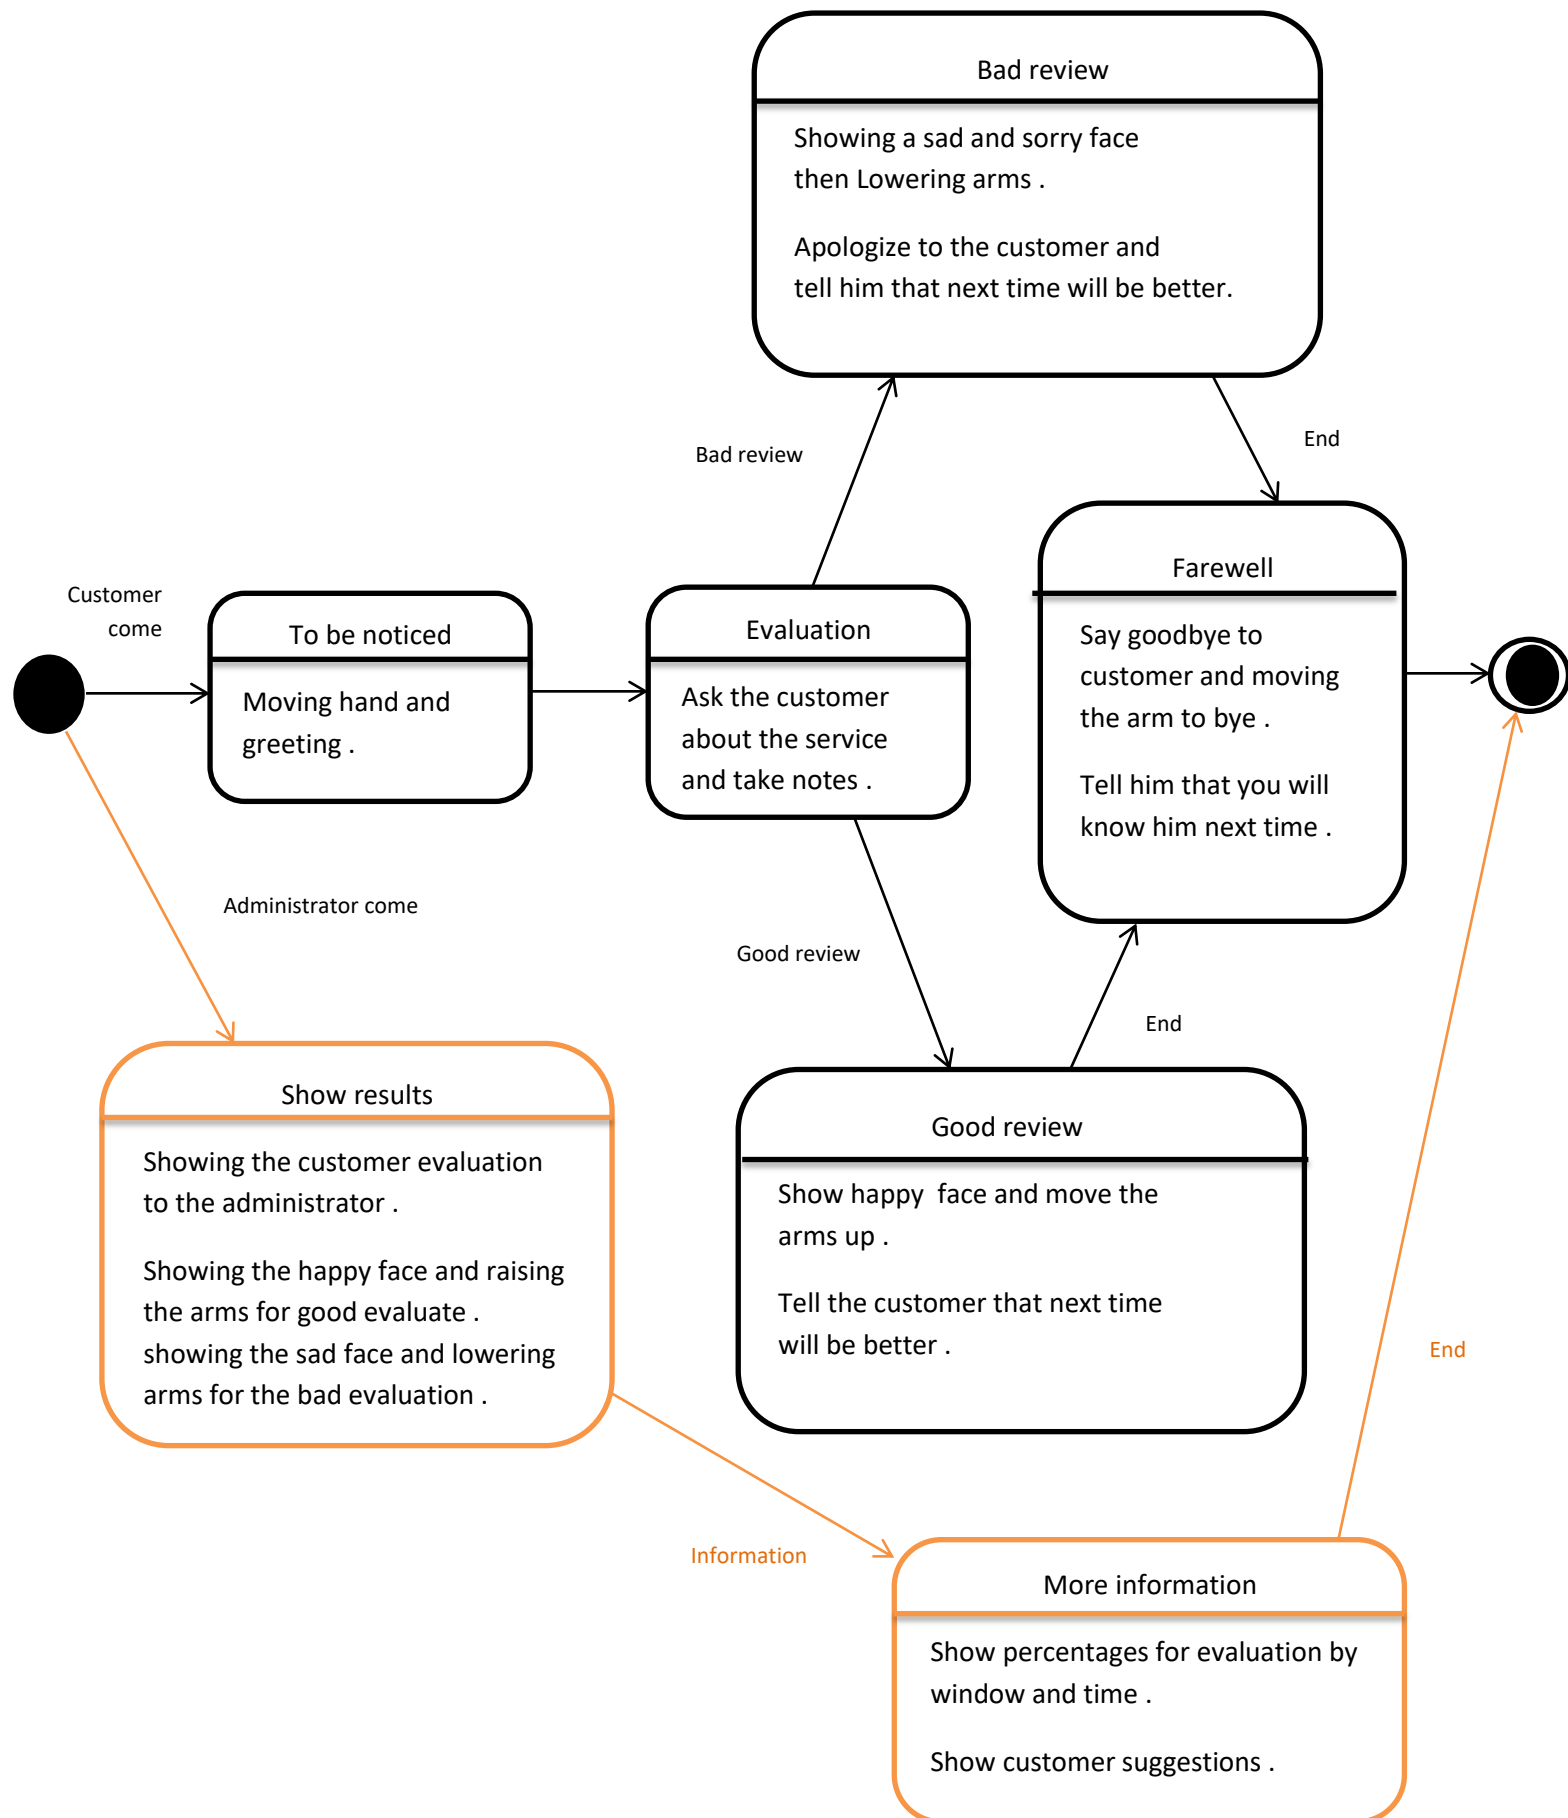 Bad review
Showing a sad and sorry face
then Lowering arms .
Apologize to the customer and
tell him that next time will be better.
Bad review
End
Customer
come
To be noticed
Moving hand and
greeting .
Evaluation
Ask the customer
about the service
and take notes .
Farewell
Say goodbye to
customer and moving
the arm to bye .
Tell him that you will
know him next time .
Administrator come
Good review
End
Show results
Showing the customer evaluation
to the administrator .
Showing the happy face and raising
the arms for good evaluate .
showing the sad face and lowering
arms for the bad evaluation .
Good review
Show happy  face and move the
arms up .
Tell the customer that next time
will be better .
End
Information
More information
Show percentages for evaluation by
window and time .
Show customer suggestions .